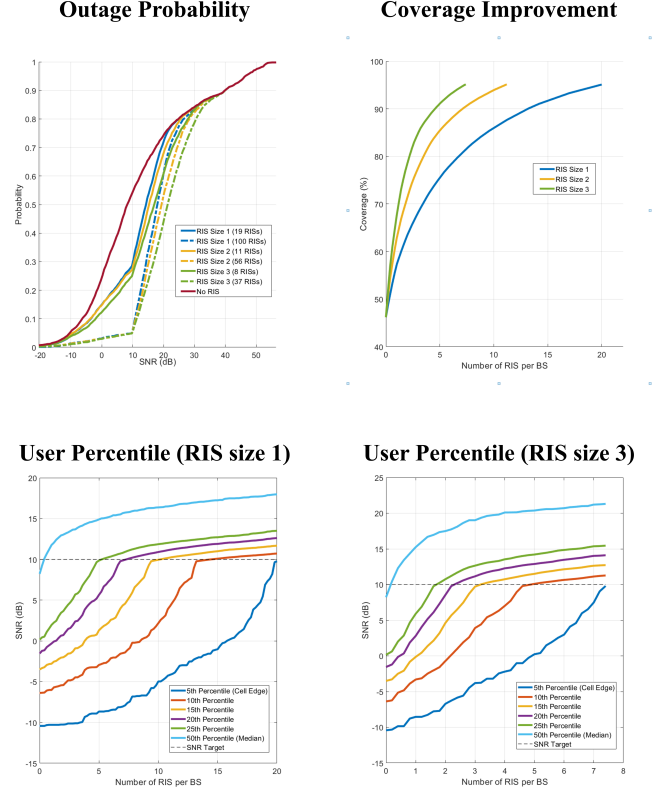 Outage Probability
Coverage Improvement
1
0.9
0.8
0.7
0.6
0.5
0.4
0.3
0.2
0.1
0
Probability
RIS Size 1 (19 RISs)
RIS Size 1 (100 RISs)
RIS Size 2 (11 RISs)
RIS Size 2 (56 RISs)
RIS Size 3 (8 RISs)
RIS Size 3 (37 RISs)
No RIS
-20 -10 0 10 20 30 40 50
SNR (dB)
100
90
80
70
60
50
40
Coverage (%)
RIS Size 1
RIS Size 2
RIS Size 3
0 5 10 15 20
Number of RIS per BS
User Percentile (RIS size 1)
User Percentile (RIS size 3)
20
15
10
5
0
-5
-10
-15
SNR (dB)
5th Percentile (Cell Edge)
10th Percentile
15th Percentile
20th Percentile
25th Percentile
50th Percentile (Median)
SNR Target
0 5 10 15 20
Number of RIS per BS
25
20
15
10
5
0
-5
-10
-15
SNR (dB)
5th Percentile (Cell Edge)
10th Percentile
15th Percentile
20th Percentile
25th Percentile
50th Percentile (Median)
SNR Target
0 1 2 3 4 5 6 7 8
Number of RIS per BS